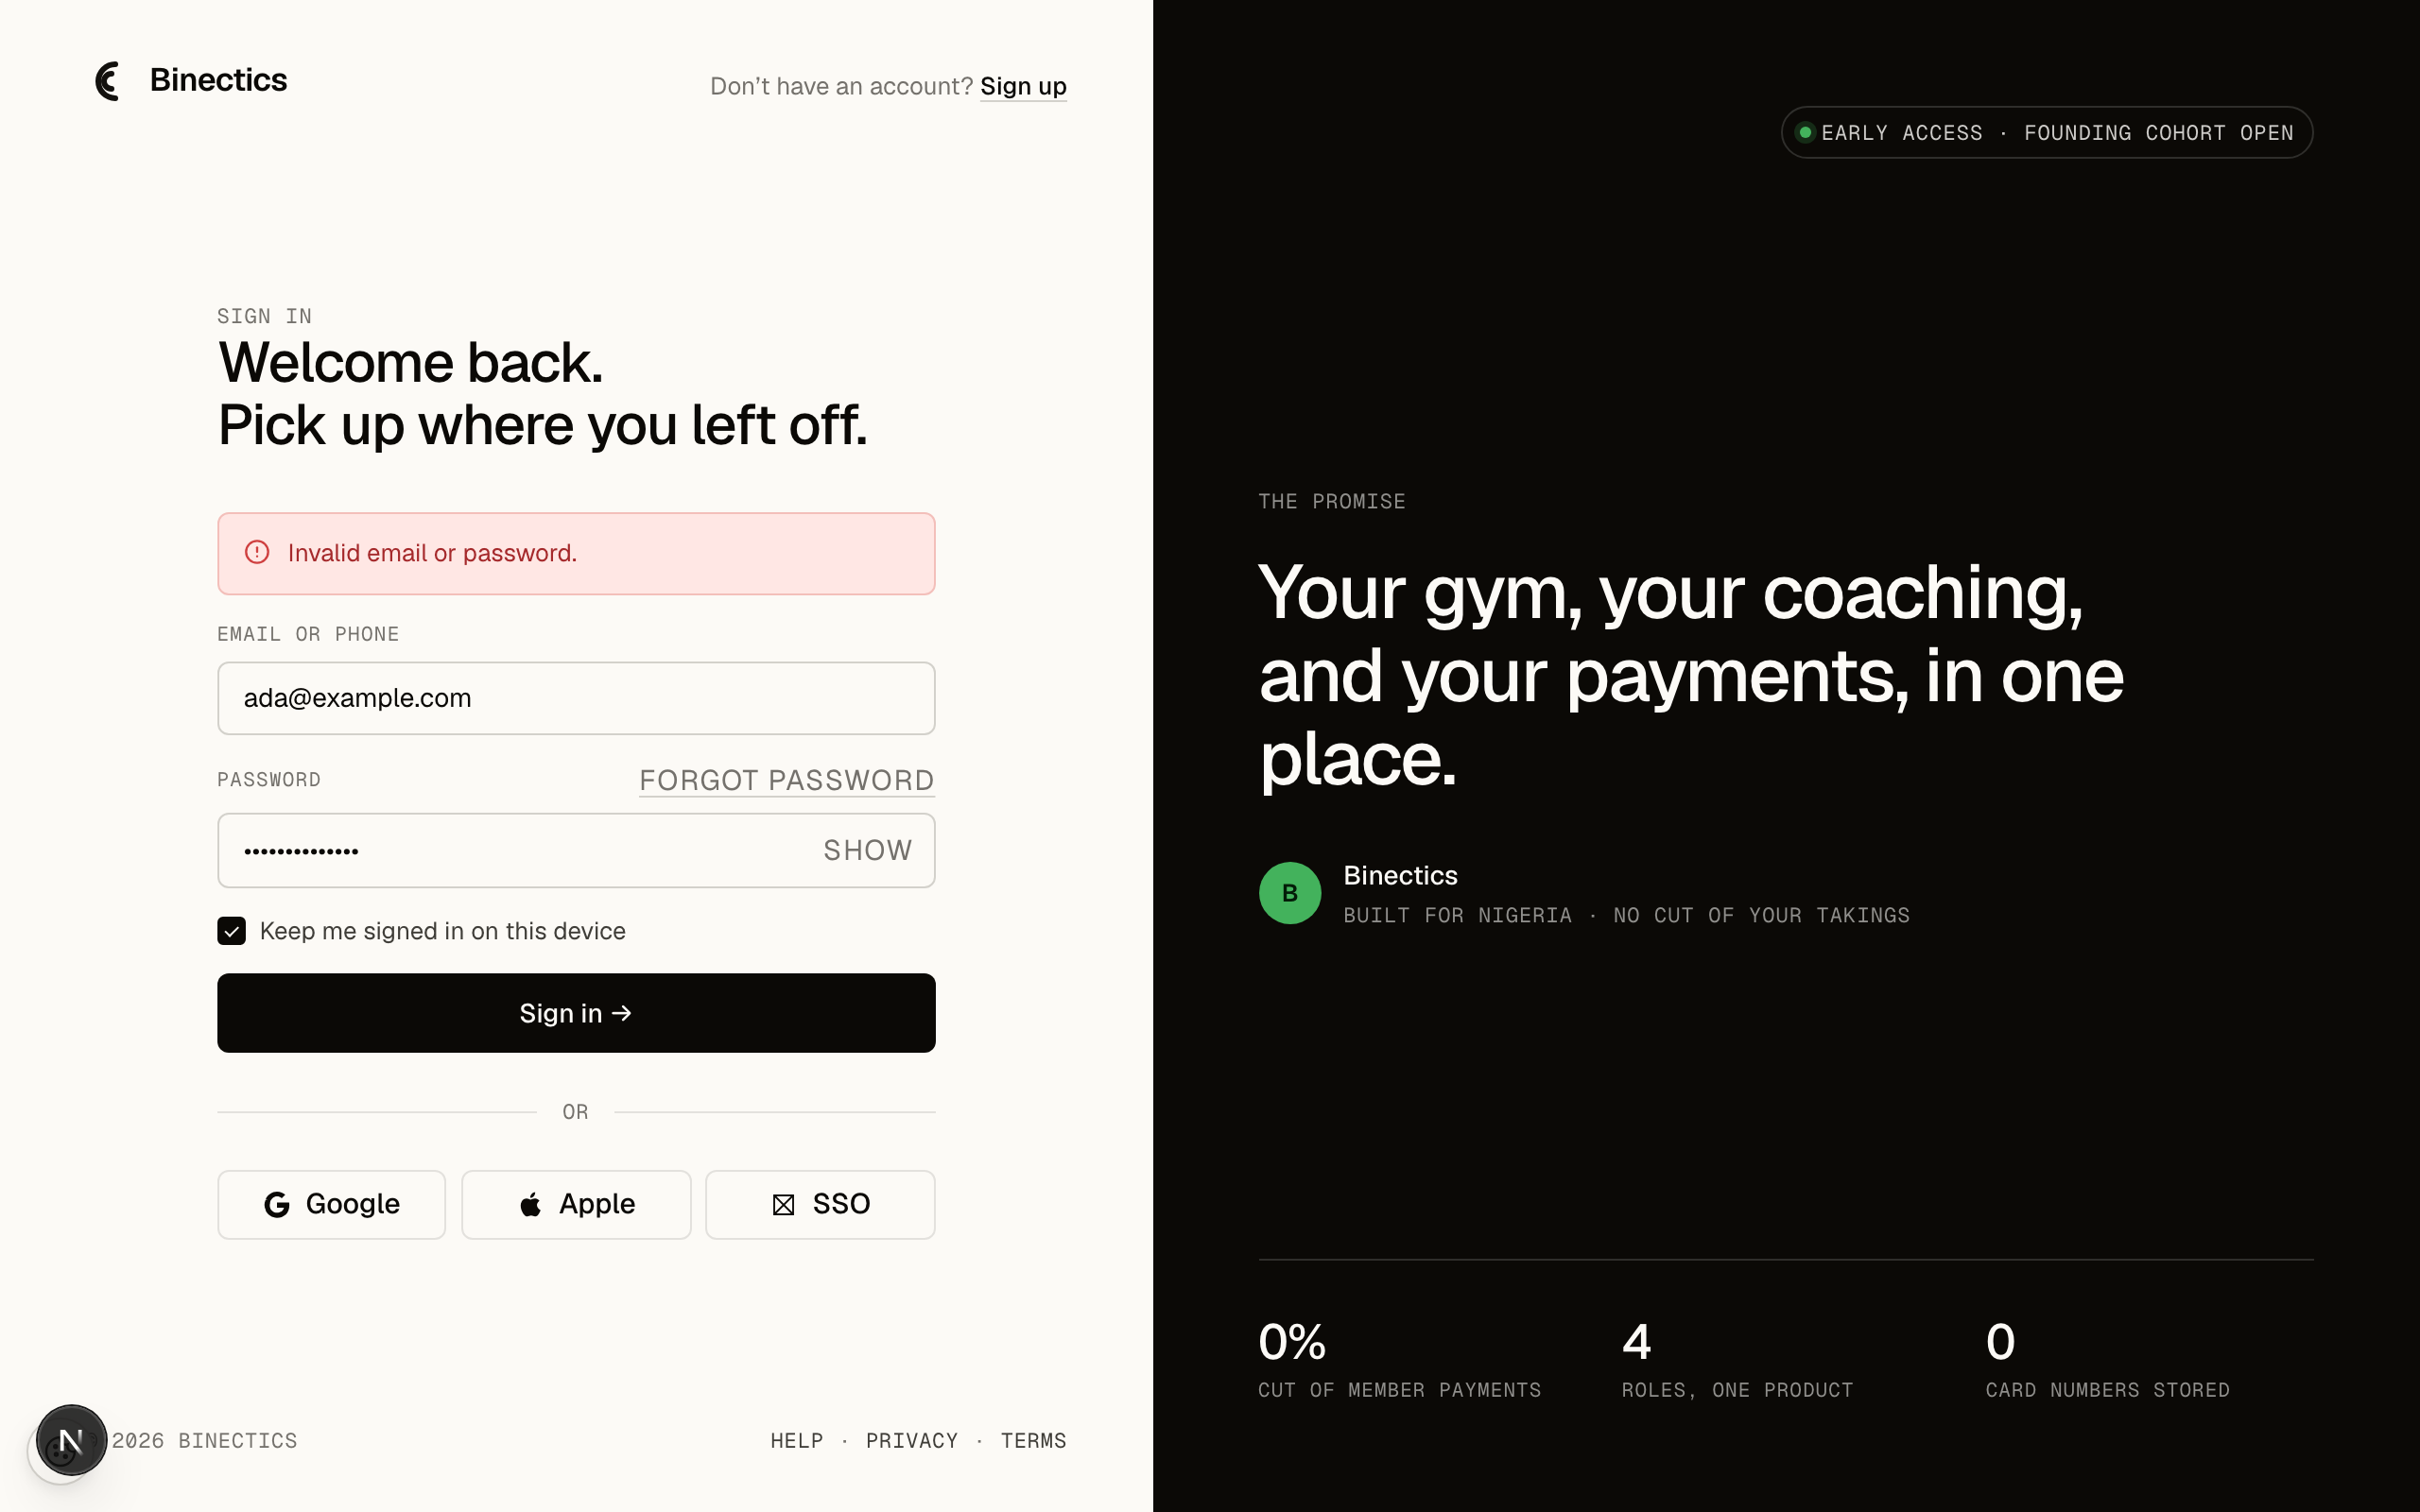 Binectics
Don't have an account? Sign up
SIGN IN
Welcome back.
Pick up where you left off.
Invalid email or password.
EMAIL OR PHONE
ada@example.com
PASSWORD
FORGOT PASSWORD
••••••••••••••
SHOW
Keep me signed in on this device
Sign in →
OR
Google
Apple
SSO
N
2026 BINECTICS
HELP · PRIVACY · TERMS
EARLY ACCESS · FOUNDING COHORT OPEN
THE PROMISE
Your gym, your coaching,
and your payments, in one
place.
B
Binectics
BUILT FOR NIGERIA · NO CUT OF YOUR TAKINGS
0%
CUT OF MEMBER PAYMENTS
4
ROLES, ONE PRODUCT
0
CARD NUMBERS STORED